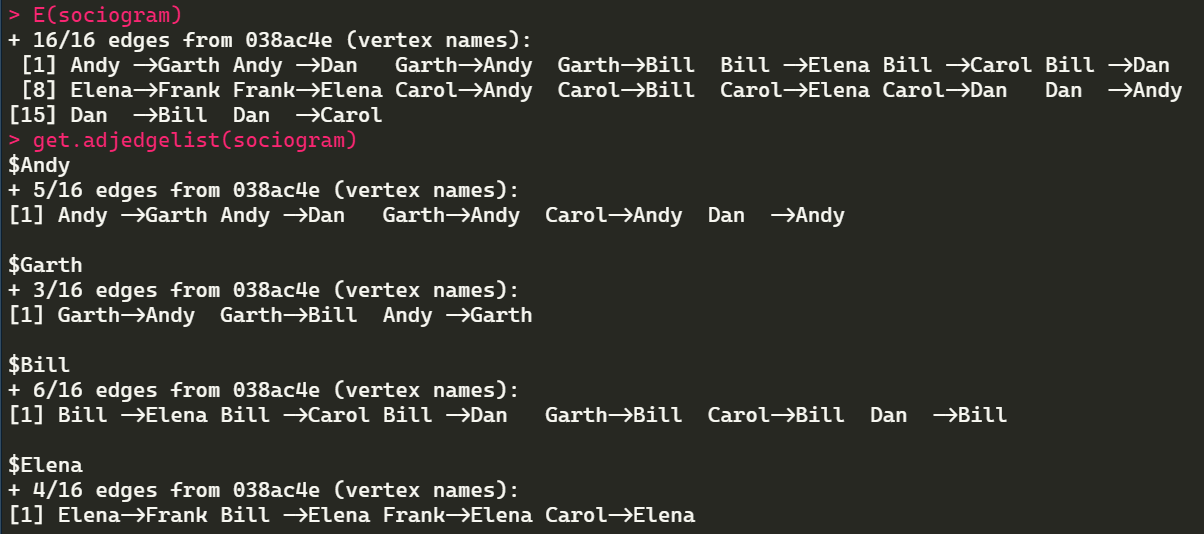 > E(sociogram)
+ 16/16 edges from 038ac4e (vertex names):
 [1] Andy ->Garth Andy ->Dan   Garth->Andy  Garth->Bill  Bill ->Elena Bill ->Carol Bill ->Dan
 [8] Elena->Frank Frank->Elena Carol->Andy  Carol->Bill  Carol->Elena Carol->Dan   Dan  ->Andy
[15] Dan  ->Bill  Dan  ->Carol
> get.adjedgelist(sociogram)
$Andy
+ 5/16 edges from 038ac4e (vertex names):
[1] Andy ->Garth Andy ->Dan   Garth->Andy  Carol->Andy  Dan  ->Andy
$Garth
+ 3/16 edges from 038ac4e (vertex names):
[1] Garth->Andy  Garth->Bill  Andy ->Garth
$Bill
+ 6/16 edges from 038ac4e (vertex names):
[1] Bill ->Elena Bill ->Carol Bill ->Dan   Garth->Bill  Carol->Bill  Dan  ->Bill
$Elena
+ 4/16 edges from 038ac4e (vertex names):
[1] Elena->Frank Bill ->Elena Frank->Elena Carol->Elena